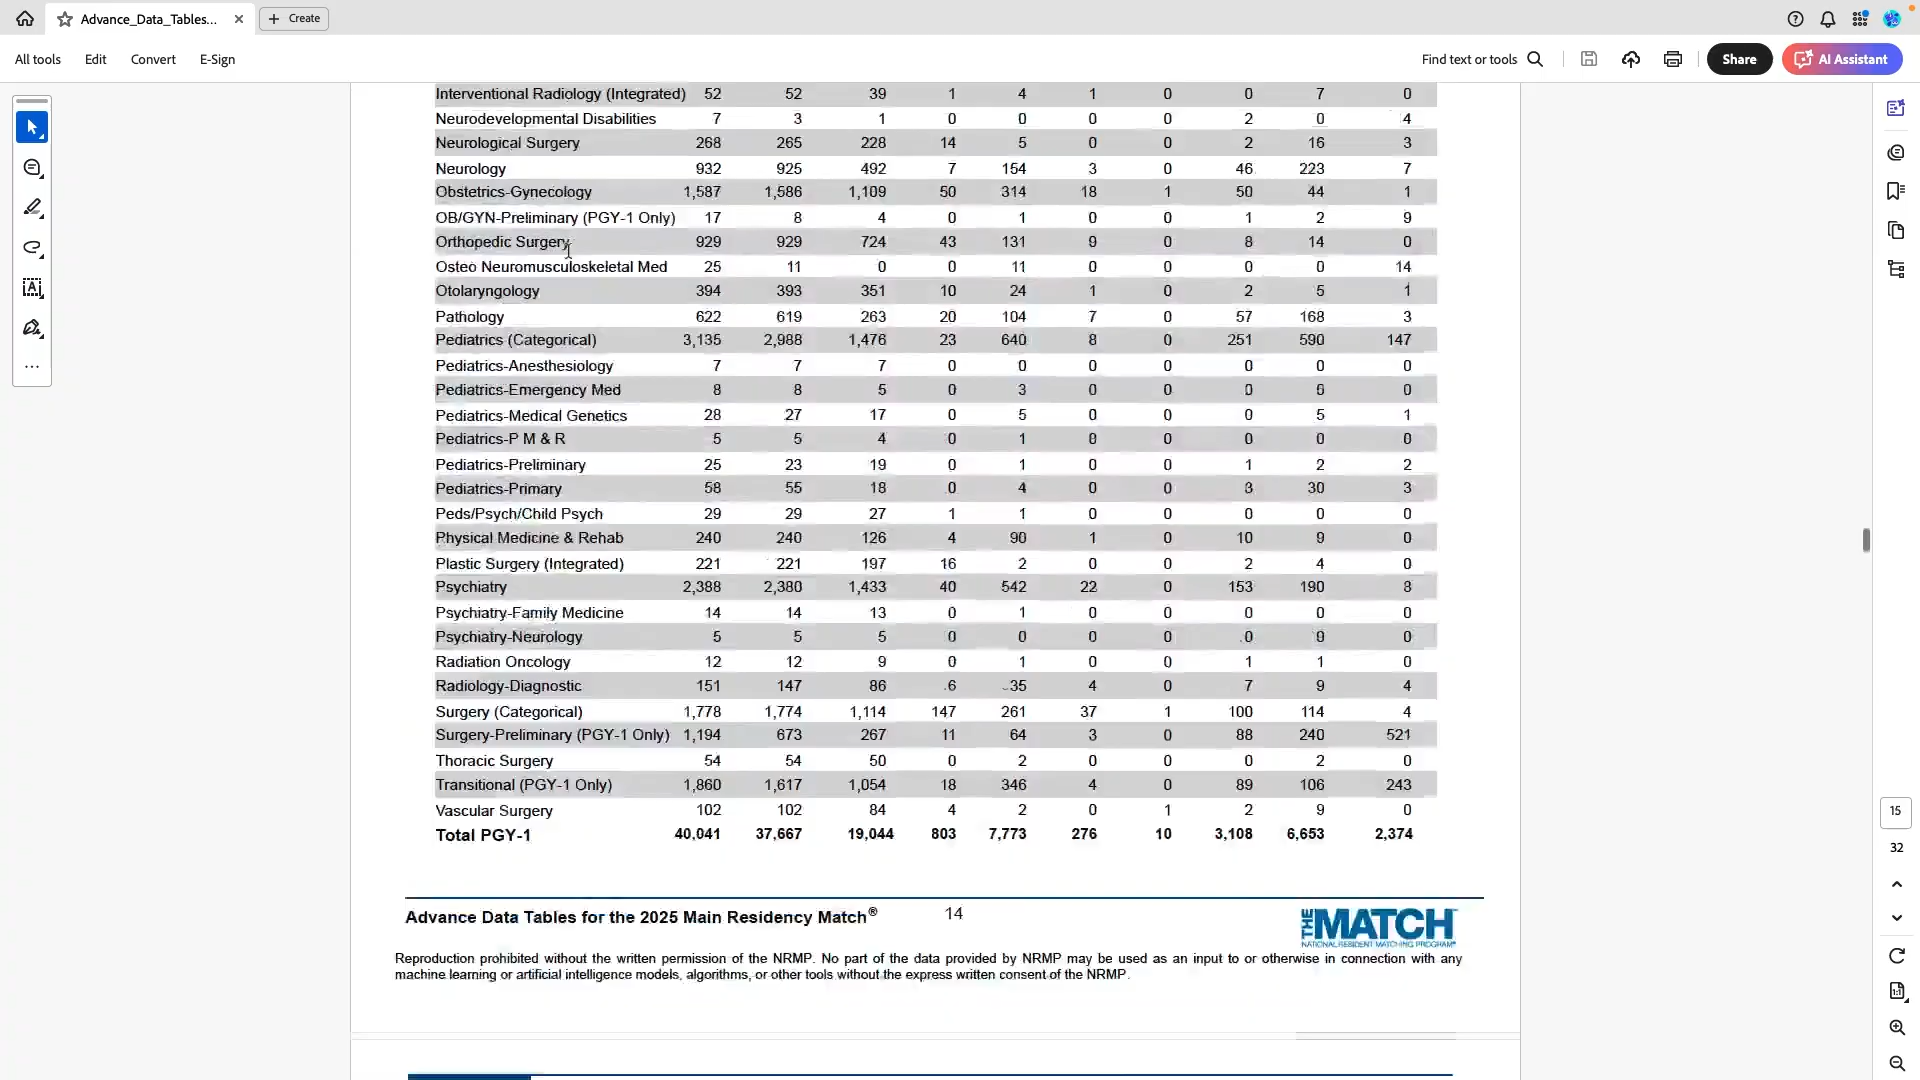 Advance_Data_Tables...
Create
All tools
Edit
Convert
E-Sign
Find text or tools
Share
AI Assistant
Interventional Radiology (Integrated) 52 52 39 1 4 1 0 0 7 0
Neurodevelopmental Disabilities 7 3 1 0 0 0 0 2 0 4
Neurological Surgery 268 265 228 14 5 0 0 2 16 3
Neurology 932 925 492 7 154 3 0 46 223 7
Obstetrics-Gynecology 1,587 1,586 1,109 50 314 18 1 50 44 1
OB/GYN-Preliminary (PGY-1 Only) 17 8 4 0 1 0 0 1 2 9
Orthopedic Surgery 929 929 724 43 131 9 0 8 14 0
Osteo Neuromusculoskeletal Med 25 11 0 0 11 0 0 0 0 14
Otolaryngology 394 393 351 10 24 1 0 2 5 1
Pathology 622 619 263 20 104 7 0 57 168 3
Pediatrics (Categorical) 3,135 2,988 1,476 23 640 8 0 251 590 147
Pediatrics-Anesthesiology 7 7 7 0 0 0 0 0 0 0
Pediatrics-Emergency Med 8 8 5 0 3 0 0 0 0 0
Pediatrics-Medical Genetics 28 27 17 0 5 0 0 0 5 1
Pediatrics-P M & R 5 5 4 0 1 0 0 0 0 0
Pediatrics-Preliminary 25 23 19 0 1 0 0 1 2 2
Pediatrics-Primary 58 55 18 0 4 0 0 3 30 3
Peds/Psych/Child Psych 29 29 27 1 1 0 0 0 0 0
Physical Medicine & Rehab 240 240 126 4 90 1 0 10 9 0
Plastic Surgery (Integrated) 221 221 197 16 2 0 0 2 4 0
Psychiatry 2,388 2,380 1,433 40 542 22 0 153 190 8
Psychiatry-Family Medicine 14 14 13 0 1 0 0 0 0 0
Psychiatry-Neurology 5 5 5 0 0 0 0 0 0 0
Radiation Oncology 12 12 9 0 1 0 0 1 1 0
Radiology-Diagnostic 151 147 86 6 35 4 0 7 9 4
Surgery (Categorical) 1,778 1,774 1,114 147 261 37 1 100 114 4
Surgery-Preliminary (PGY-1 Only) 1,194 673 267 11 64 3 0 88 240 521
Thoracic Surgery 54 54 50 0 2 0 0 0 2 0
Transitional (PGY-1 Only) 1,860 1,617 1,054 18 346 4 0 89 106 243
Vascular Surgery 102 102 84 4 2 0 1 2 9 0
Total PGY-1 40,041 37,667 19,044 803 7,773 276 10 3,108 6,653 2,374
15
32
Advance Data Tables for the 2025 Main Residency Match®
14
THE MATCH
NATIONAL RESIDENT MATCHING PROGRAM®
Reproduction prohibited without the written permission of the NRMP. No part of the data provided by NRMP may be used as an input to or otherwise in connection with any
machine learning or artificial intelligence models, algorithms, or other tools without the express written consent of the NRMP.